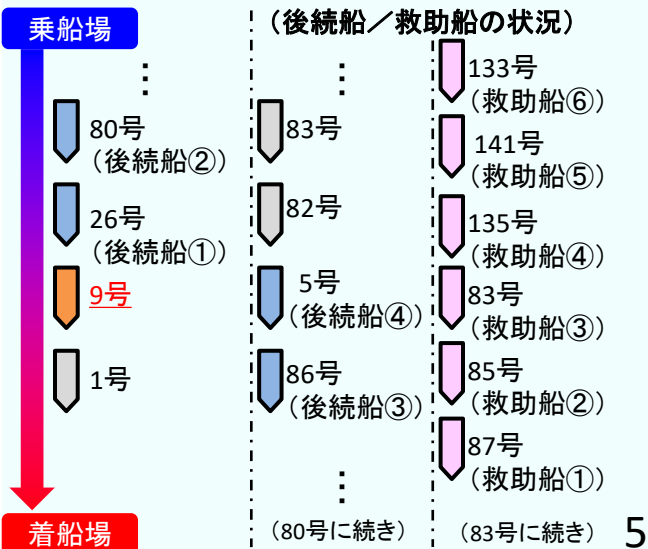 乗船場
(後続船／救助船の状況)
︙
80号
(後続船②)
26号
(後続船①)
9号
1号
着船場
︙
83号
82号
5号
(後続船④)
86号
(後続船③)
︙
(80号に続き)
133号
(救助船⑥)
141号
(救助船⑤)
135号
(救助船④)
83号
(救助船③)
85号
(救助船②)
87号
(救助船①)
(83号に続き)
5